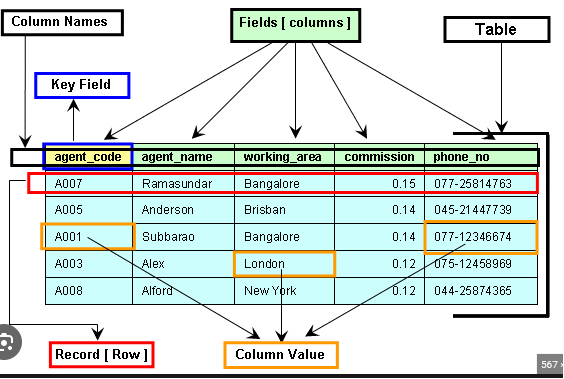 Column Names
Fields [ columns ]
Table
Key Field
agent_code agent_name working_area commission phone_no
A007 Ramasundar Bangalore 0.15 077-25814763
A005 Anderson Brisban 0.14 045-21447739
A001 Subbarao Bangalore 0.14 077-12346674
A003 Alex London 0.12 075-12458969
A008 Alford New York 0.12 044-25874365
Record [ Row ]
Column Value
567 ×